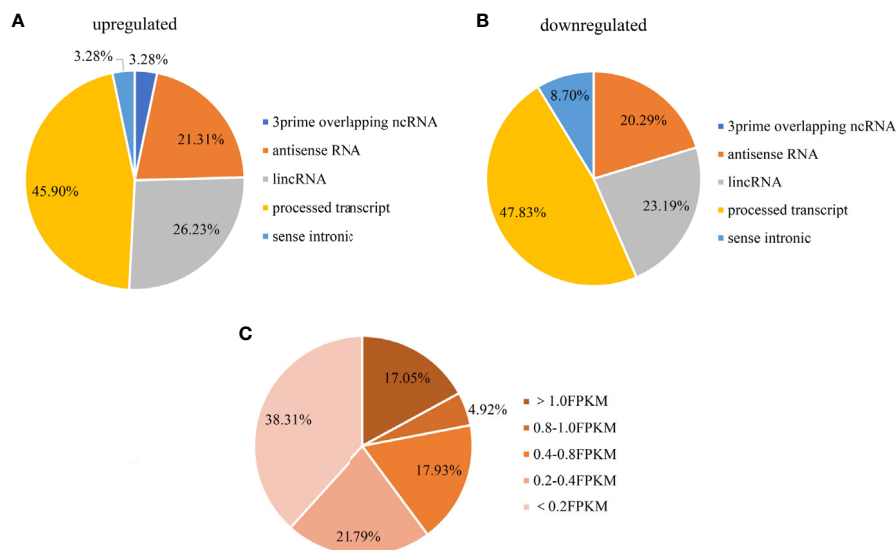 A
upregulated
3.28%
3.28%
21.31%
26.23%
45.90%
3prime overlapping ncRNA
antisense RNA
lincRNA
processed transcript
sense intronic
B
downregulated
8.70%
20.29%
23.19%
47.83%
3prime overlapping ncRNA
antisense RNA
lincRNA
processed transcript
sense intronic
C
17.05%
4.92%
17.93%
21.79%
38.31%
> 1.0FPKM
0.8-1.0FPKM
0.4-0.8FPKM
0.2-0.4FPKM
< 0.2FPKM